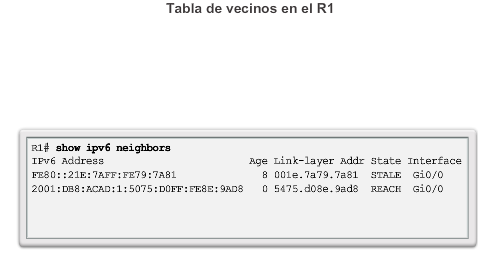 Tabla de vecinos en el R1
R1# show ipv6 neighbors
IPv6 Address Age Link-layer Addr State Interface
FE80::21E:7AFF:FE79:7A81 8 001e.7a79.7a81 STALE Gi0/0
2001:DB8:ACAD:1:5075:D0FF:FE8E:9AD8 0 5475.d08e.9ad8 REACH Gi0/0